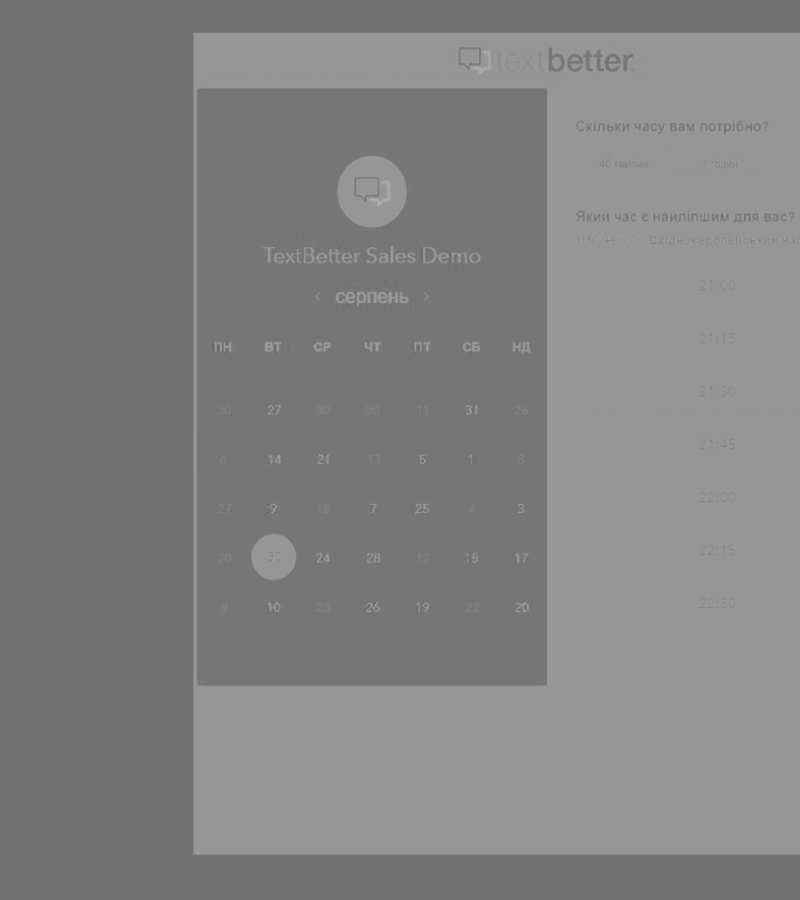 textbetter
TextBetter Sales Demo
‹ серпень ›
ПН ВТ СР ЧТ ПТ СБ НД
30 27 30 30 11 31 26
6 14 21 13 5 1 8
27 9 18 7 25 4 3
20 30 24 28 12 15 17
9 10 26 26 19 22 20
Скільки часу вам потрібно?
40 хвилин 1 годин
Який час є найліпшим для вас?
Східноєвропейський час
21:00
21:15
21:30
21:45
22:00
22:15
22:30